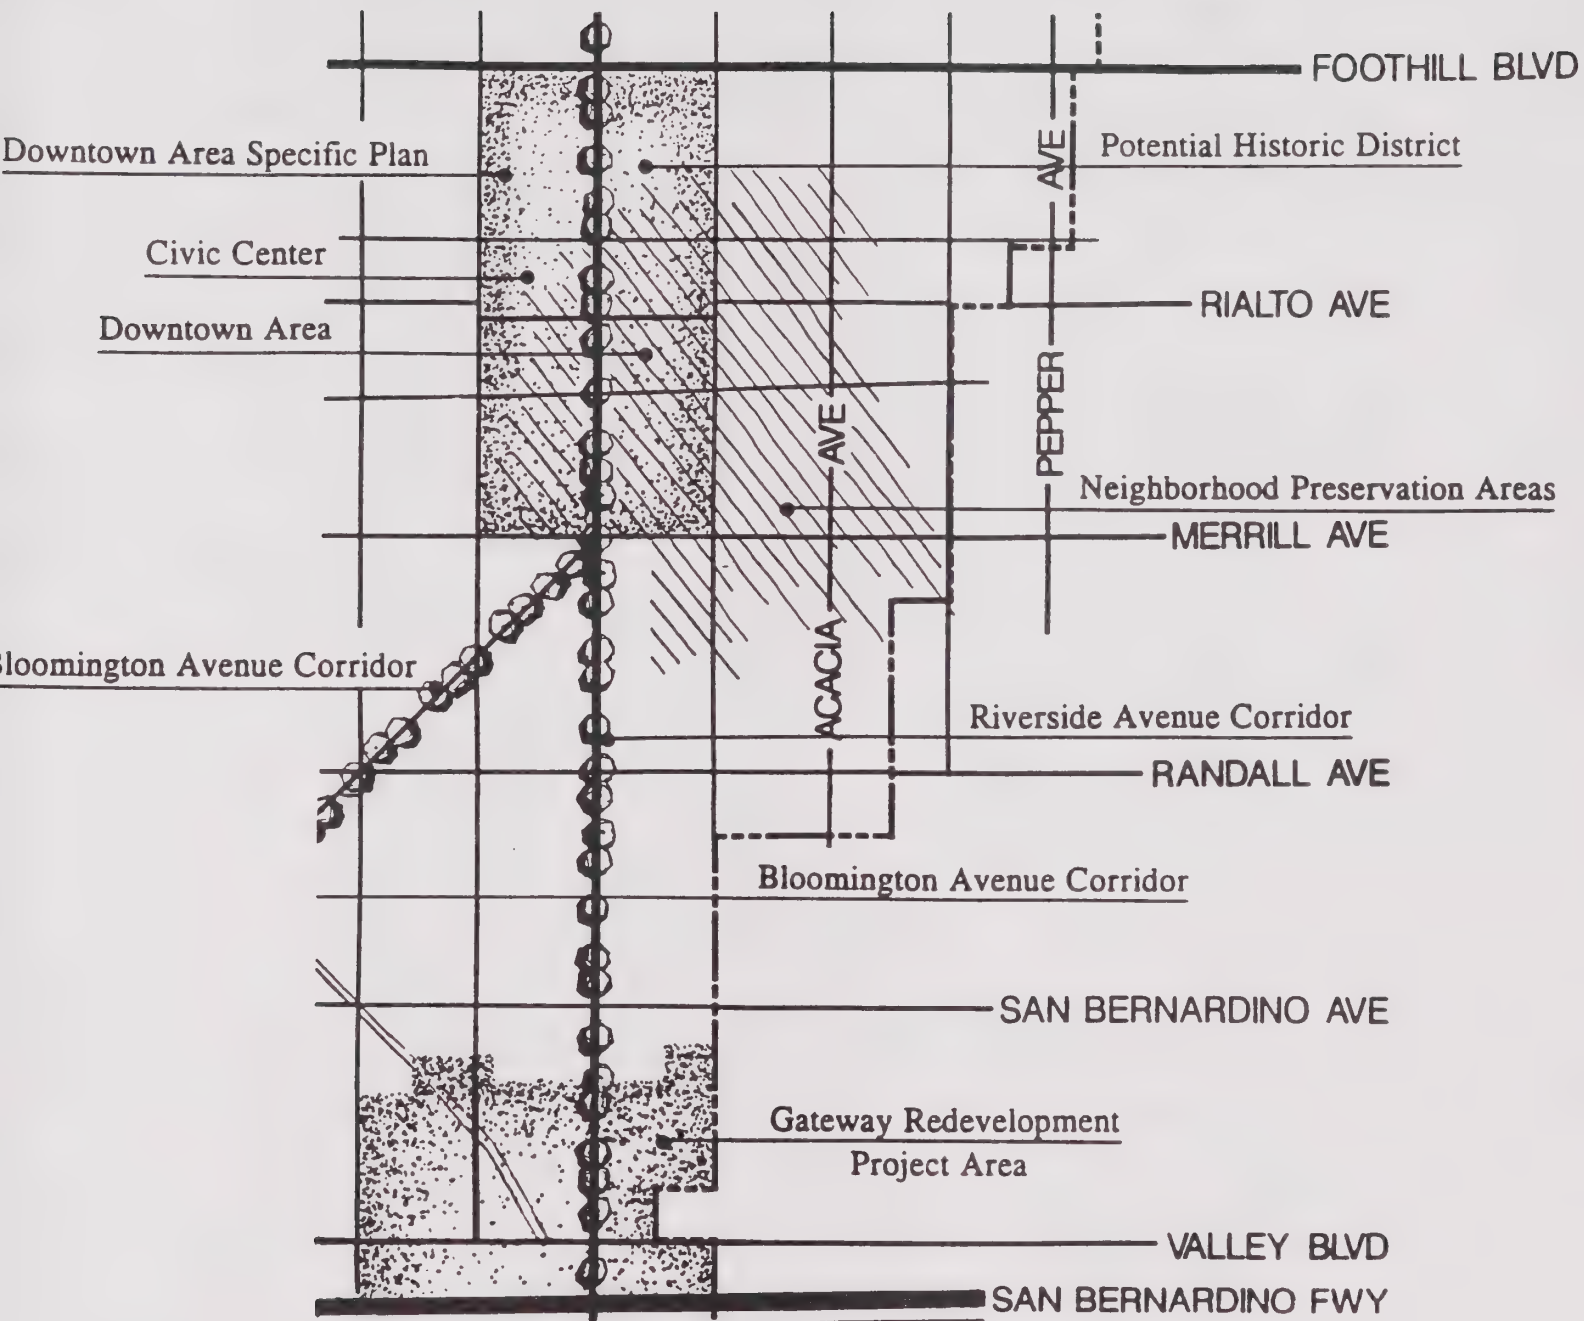 FOOTHILL BLVD
Downtown Area Specific Plan
AVE
Potential Historic District
Civic Center
RIALTO AVE
Downtown Area
PEPPER
AVE
Neighborhood Preservation Areas
MERRILL AVE
Bloomington Avenue Corridor
ACACIA
Riverside Avenue Corridor
RANDALL AVE
Bloomington Avenue Corridor
SAN BERNARDINO AVE
Gateway Redevelopment
Project Area
VALLEY BLVD
SAN BERNARDINO FWY